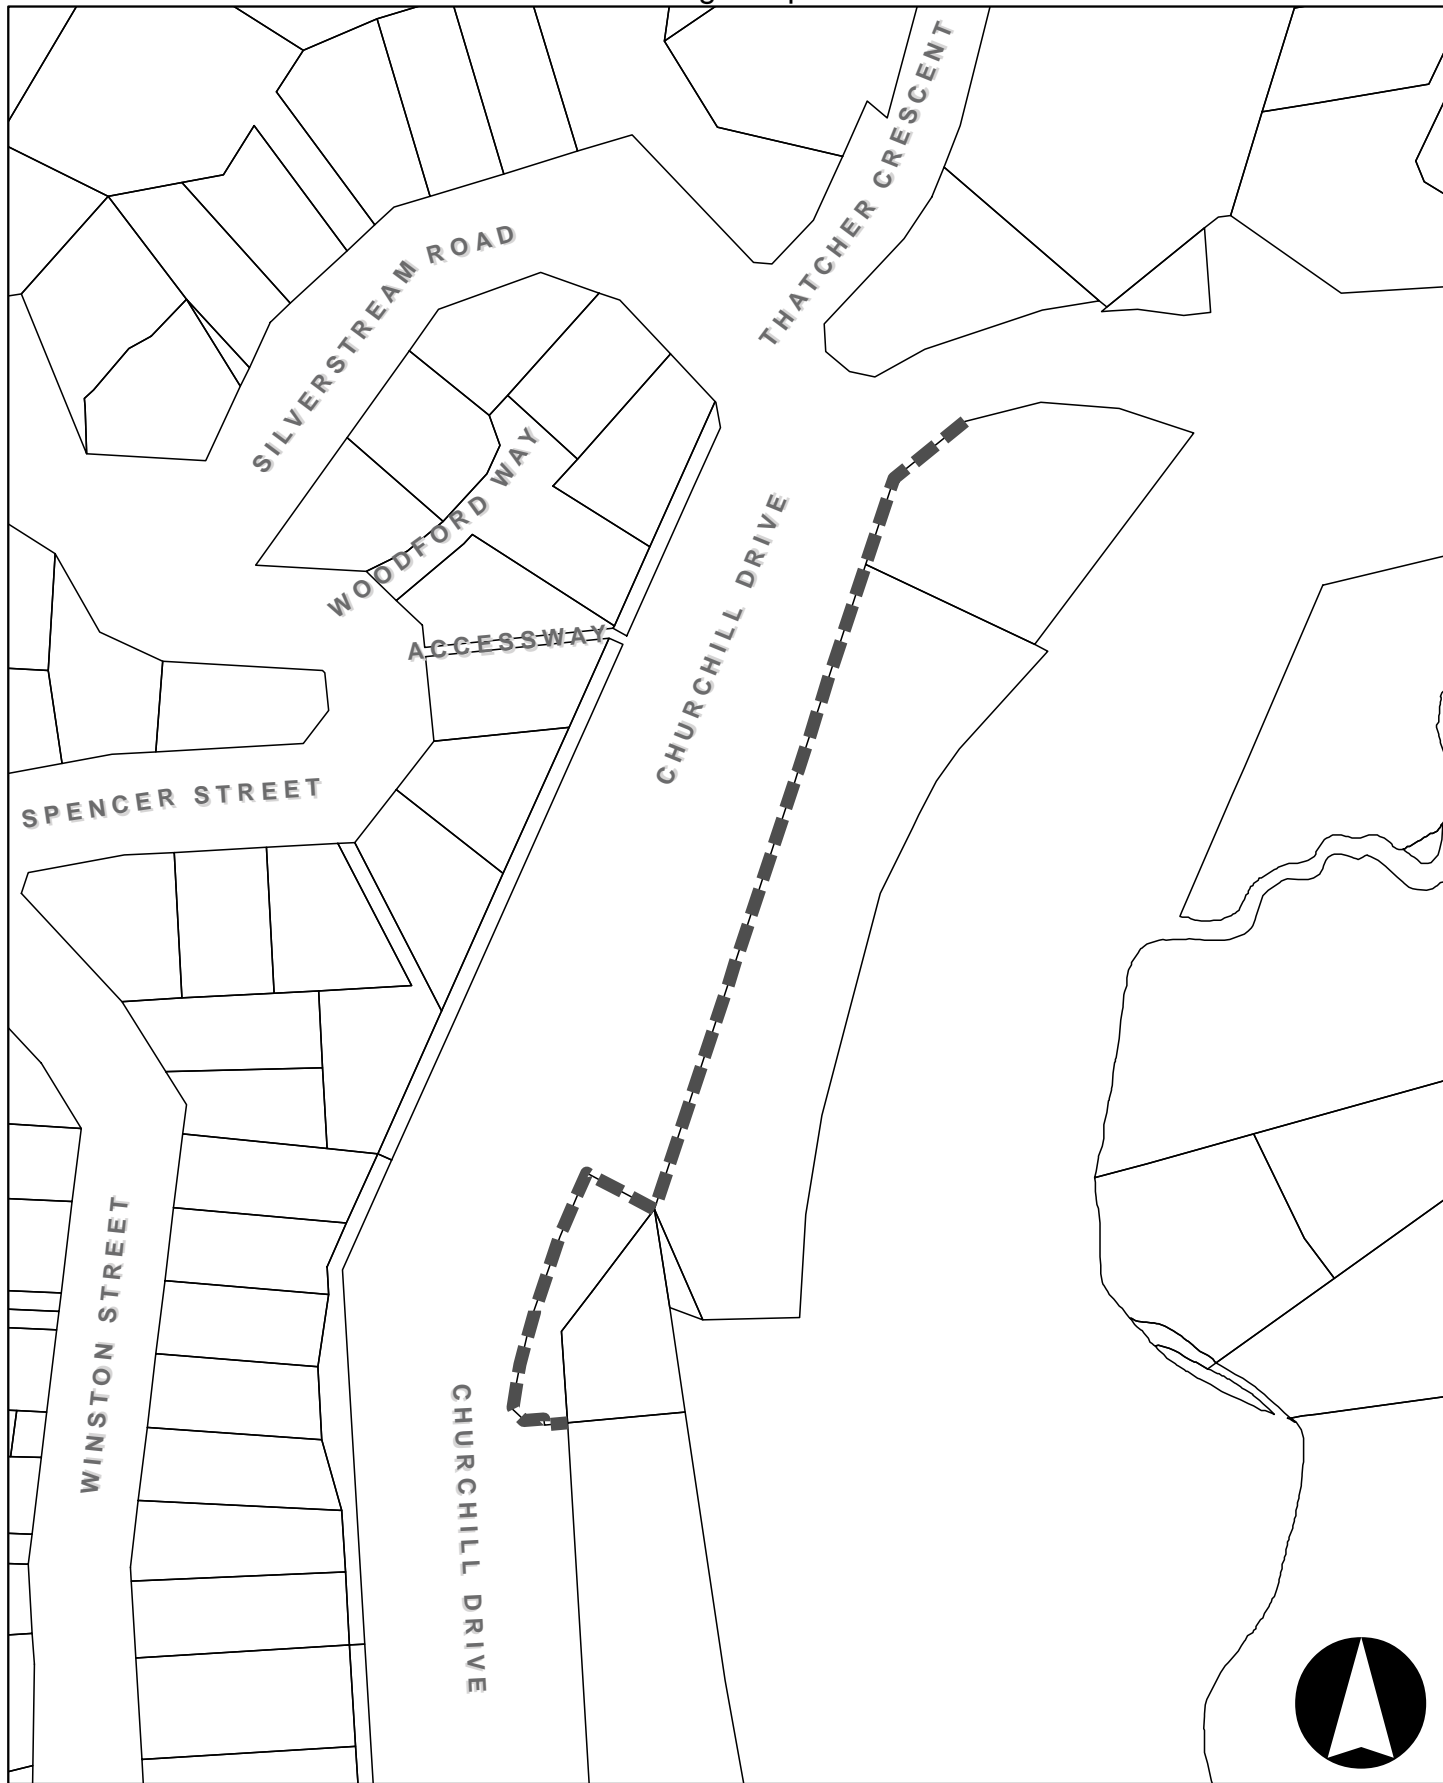 THATCHER CRESCENT
SILVERSTREAM ROAD
WOODFORD WAY
CHURCHILL DRIVE
ACCESSWAY
SPENCER STREET
WINSTON STREET
CHURCHILL DRIVE